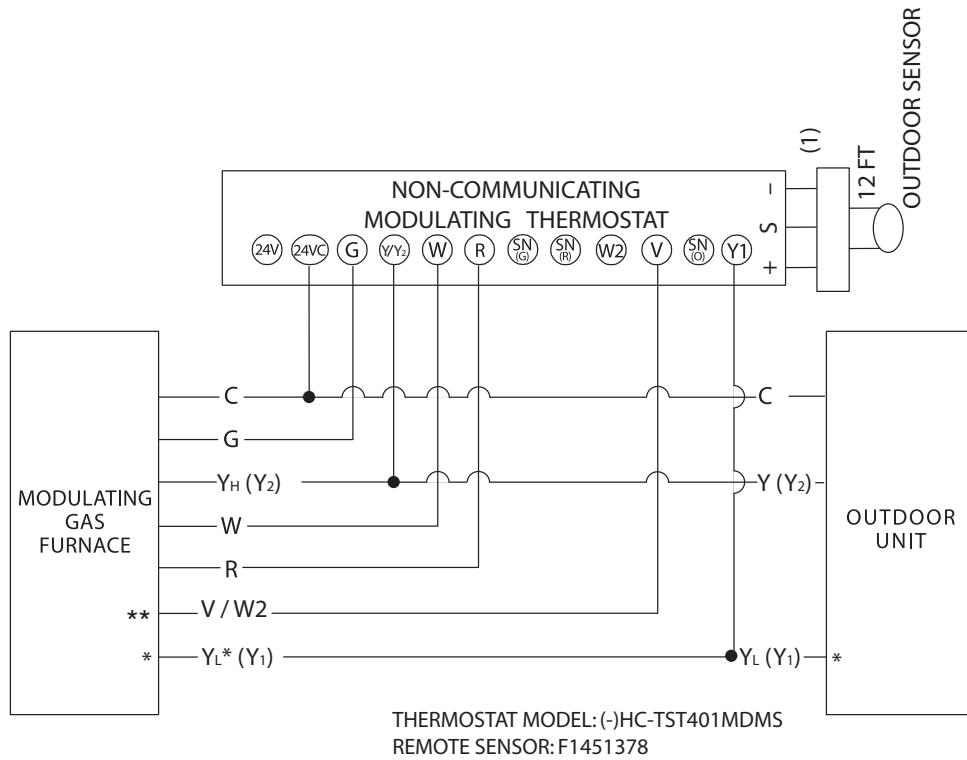 OUTDOOR SENSOR
(1)
12 FT
NON-COMMUNICATING
MODULATING THERMOSTAT
– S +
24V 24VC G Y/Y2 W R SN (G) SN (R) W2 V SN (O) Y1
C C
G
YH (Y2) Y (Y2)
W
R
** V / W2
* YL* (Y1) YL (Y1) *
MODULATING
GAS
FURNACE
OUTDOOR
UNIT
THERMOSTAT MODEL: (-)HC-TST401MDMS
REMOTE SENSOR: F1451378